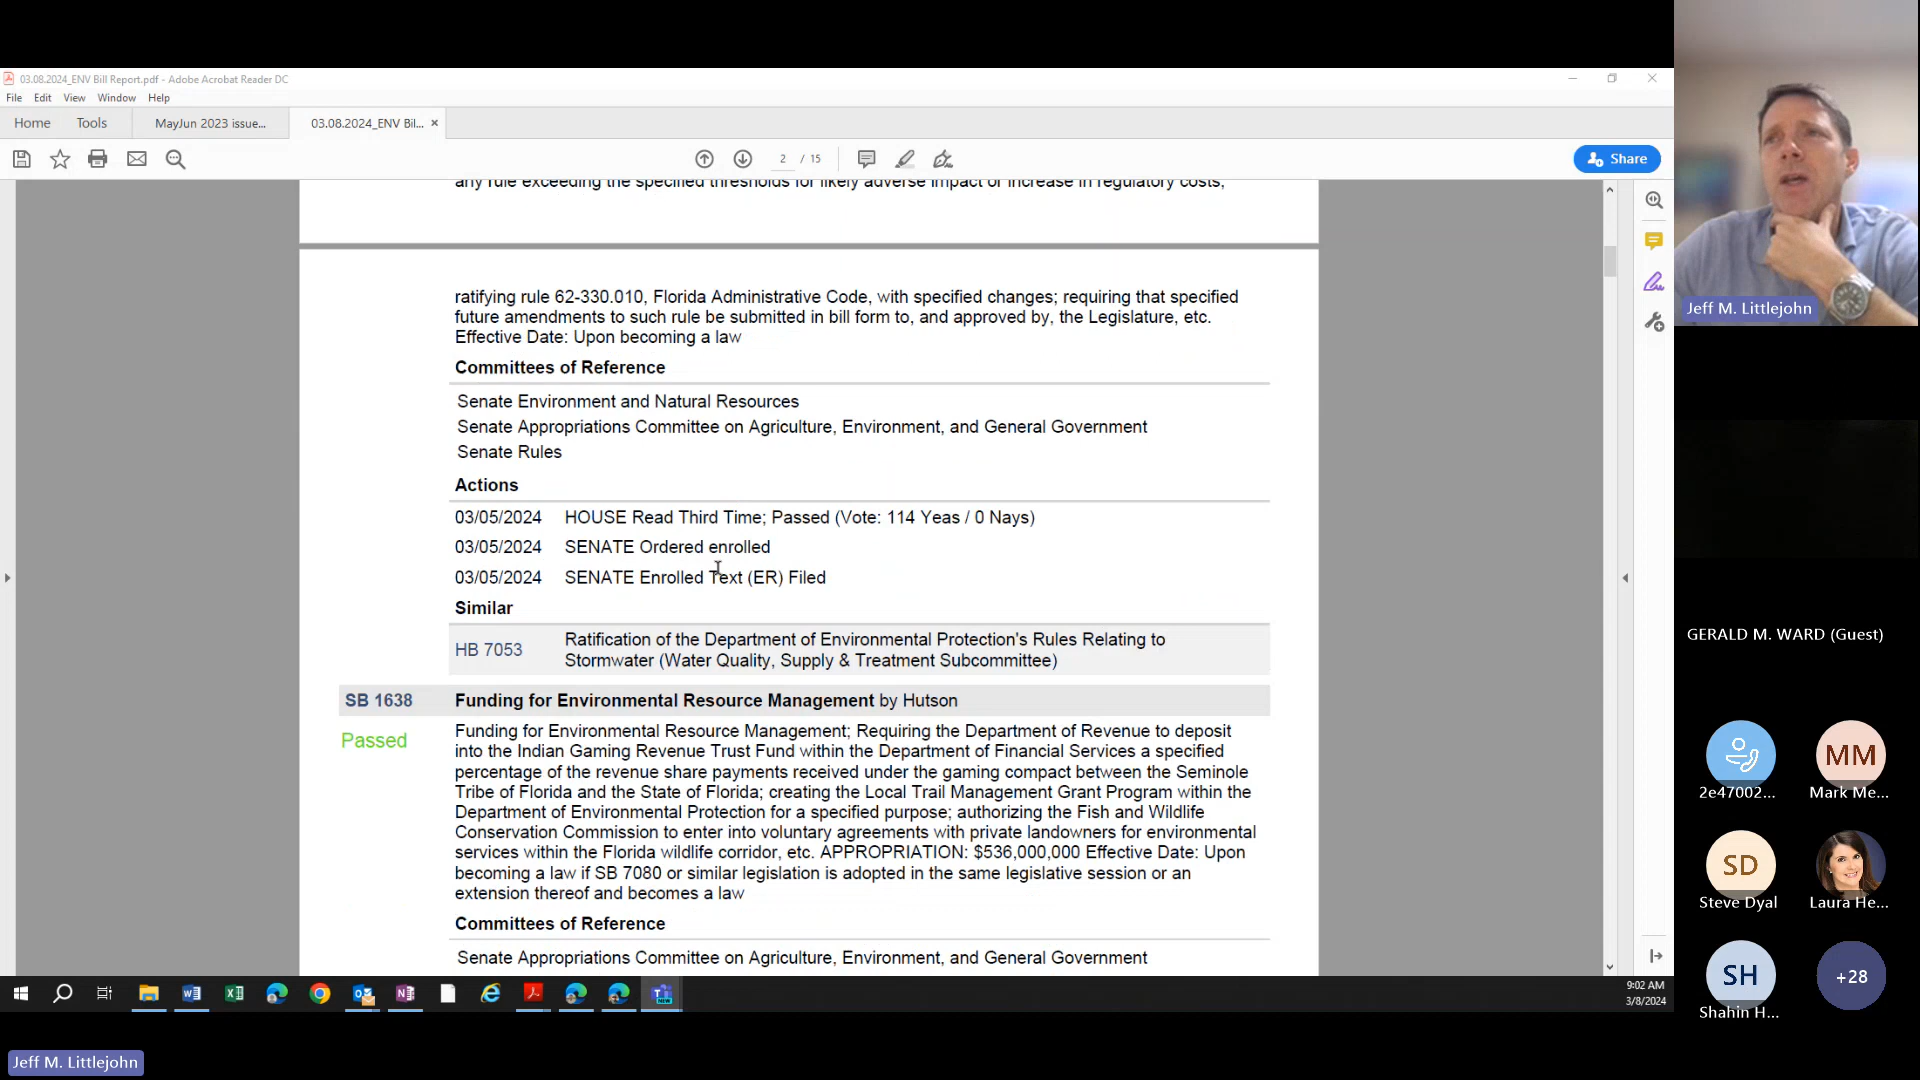 03.08.2024_ENV Bill Report.pdf - Adobe Acrobat Reader DC
File Edit View Window Help
Home Tools MayJun 2023 issue... 03.08.2024_ENV Bil... ×
2 / 15
Share
any rule exceeding the specified thresholds for likely adverse impact or increase in regulatory costs,
ratifying rule 62-330.010, Florida Administrative Code, with specified changes; requiring that specified
future amendments to such rule be submitted in bill form to, and approved by, the Legislature, etc.
Effective Date: Upon becoming a law
Committees of Reference
Senate Environment and Natural Resources
Senate Appropriations Committee on Agriculture, Environment, and General Government
Senate Rules
Actions
03/05/2024 HOUSE Read Third Time; Passed (Vote: 114 Yeas / 0 Nays)
03/05/2024 SENATE Ordered enrolled
03/05/2024 SENATE Enrolled Text (ER) Filed
Similar
HB 7053 Ratification of the Department of Environmental Protection's Rules Relating to
Stormwater (Water Quality, Supply & Treatment Subcommittee)
SB 1638 Funding for Environmental Resource Management by Hutson
Passed
Funding for Environmental Resource Management; Requiring the Department of Revenue to deposit
into the Indian Gaming Revenue Trust Fund within the Department of Financial Services a specified
percentage of the revenue share payments received under the gaming compact between the Seminole
Tribe of Florida and the State of Florida; creating the Local Trail Management Grant Program within the
Department of Environmental Protection for a specified purpose; authorizing the Fish and Wildlife
Conservation Commission to enter into voluntary agreements with private landowners for environmental
services within the Florida wildlife corridor, etc. APPROPRIATION: $536,000,000 Effective Date: Upon
becoming a law if SB 7080 or similar legislation is adopted in the same legislative session or an
extension thereof and becomes a law
Committees of Reference
Senate Appropriations Committee on Agriculture, Environment, and General Government
9:02 AM
3/8/2024
Jeff M. Littlejohn
Jeff M. Littlejohn
GERALD M. WARD (Guest)
MM
2e47002... Mark Me...
SD
Steve Dyal Laura He...
SH +28
Shahin H...